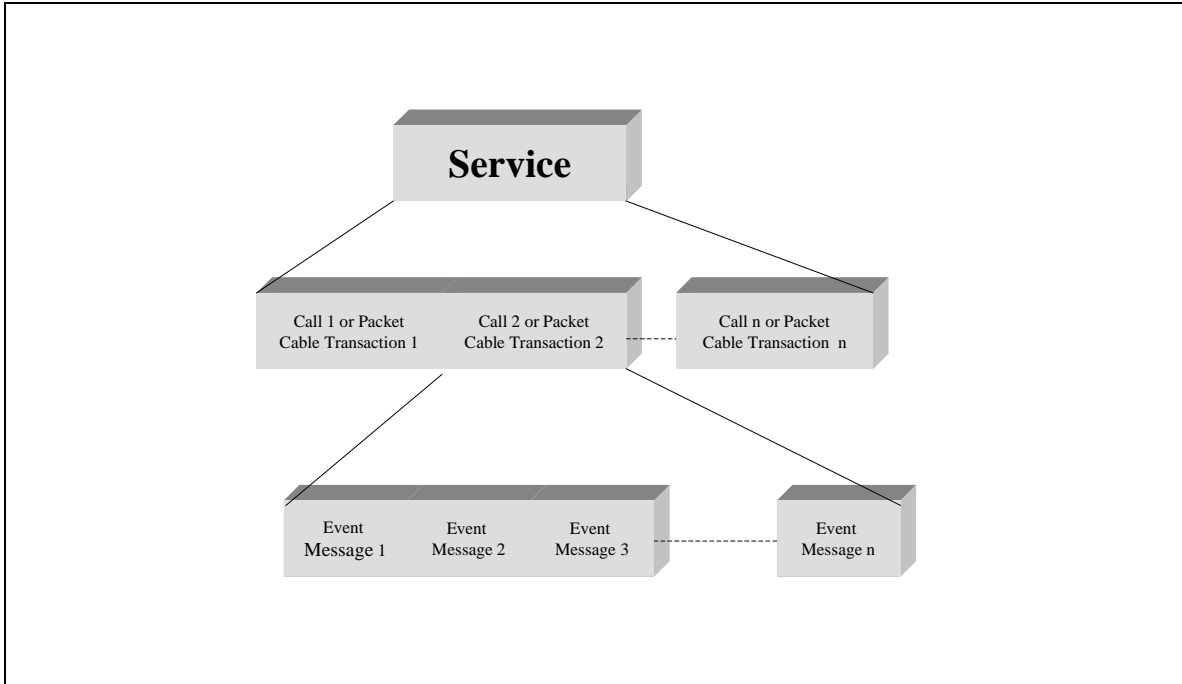 Service
Call 1 or Packet
Cable Transaction 1
Call 2 or Packet
Cable Transaction 2
Call n or Packet
Cable Transaction n
Event
Message 1
Event
Message 2
Event
Message 3
Event
Message n